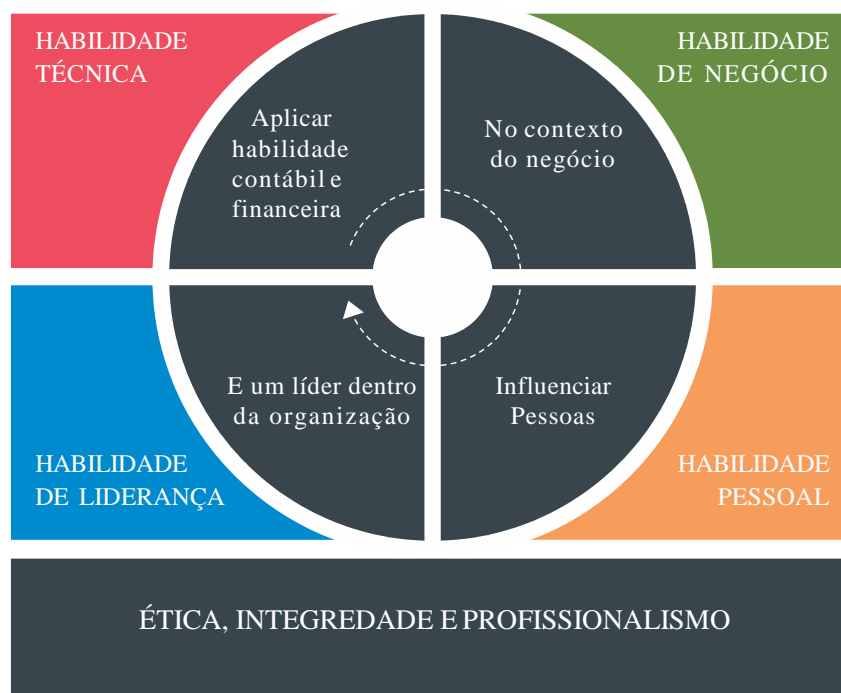 HABILIDADE
TÉCNICA
HABILIDADE
DE NEGÓCIO
Aplicar
habilidade
contábil e
financeira
No contexto
do negócio
E um líder dentro
da organização
Influenciar
Pessoas
HABILIDADE
DE LIDERANÇA
HABILIDADE
PESSOAL
ÉTICA, INTEGREDADE E PROFISSIONALISMO